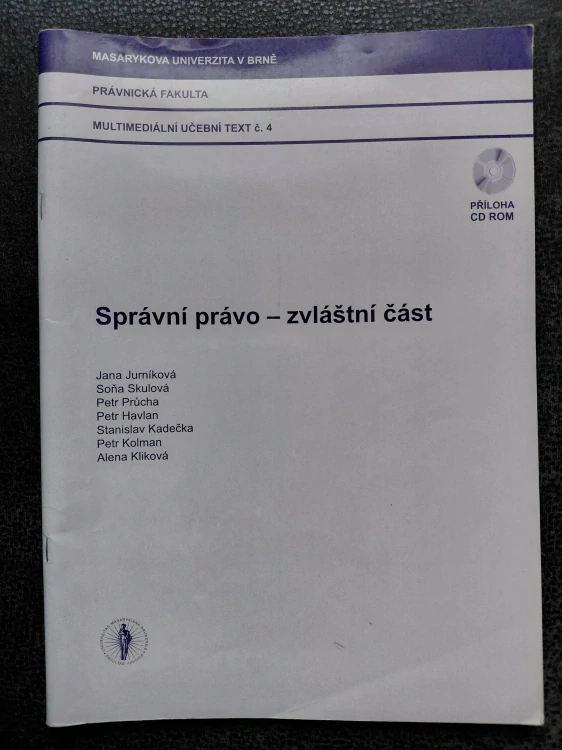 MASARYKOVA UNIVERZITA V BRNĚ
PRÁVNICKÁ FAKULTA
MULTIMEDIÁLNÍ UČEBNÍ TEXT č. 4
PŘÍLOHA
CD ROM
Správní právo – zvláštní část
Jana Jurníková
Soňa Skulová
Petr Průcha
Petr Havlan
Stanislav Kadečka
Petr Kolman
Alena Kliková